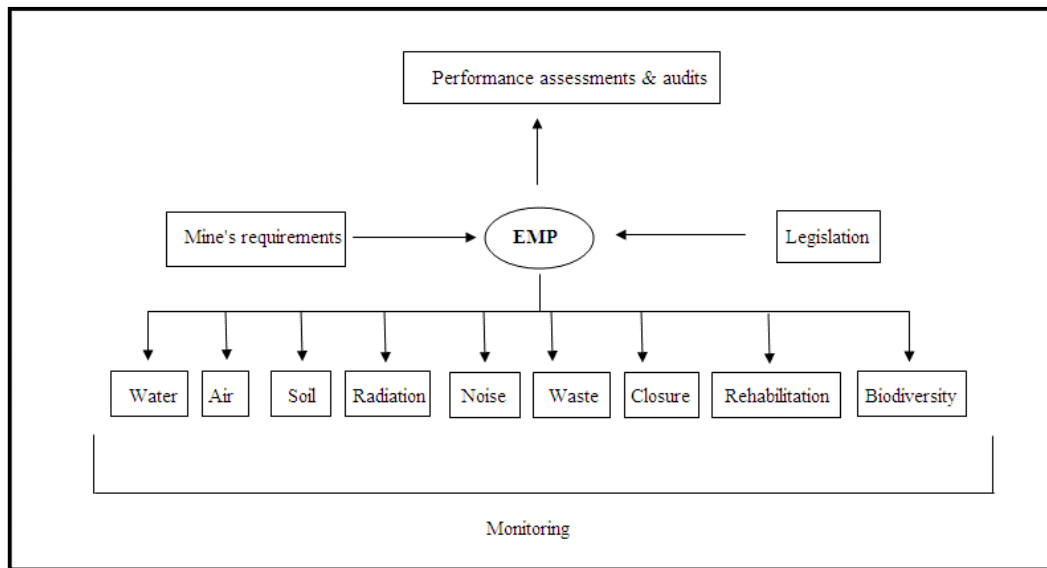 Performance assessments & audits
Mine's requirements
EMP
Legislation
Water
Air
Soil
Radiation
Noise
Waste
Closure
Rehabilitation
Biodiversity
Monitoring